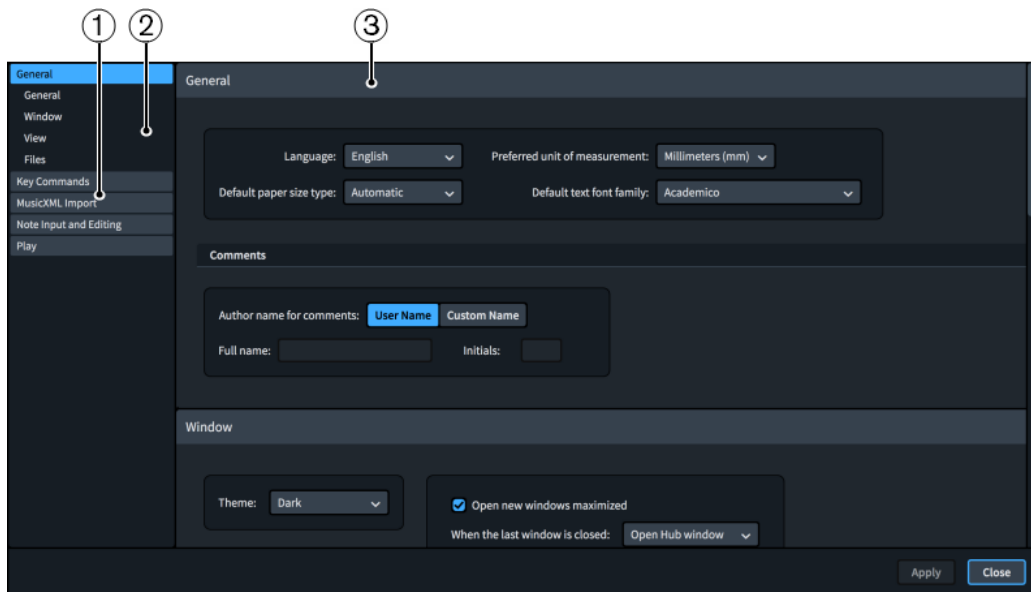 1 2 3
General
General
Window
View
Files
Key Commands
MusicXML Import
Note Input and Editing
Play
General
Language: English Preferred unit of measurement: Millimeters (mm)
Default paper size type: Automatic Default text font family: Academico
Comments
Author name for comments: User Name Custom Name
Full name: Initials:
Window
Theme: Dark
Open new windows maximized
When the last window is closed: Open Hub window
Apply Close